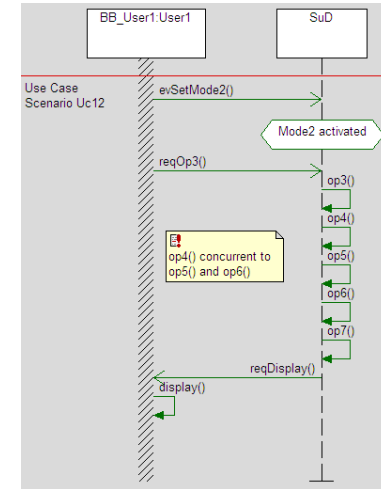 BB_User1:User1
SuD
Use Case
Scenario Uc12
evSetMode2()
Mode2 activated
reqOp3()
op3()
op4()
op4() concurrent to
op5() and op6()
op5()
op6()
op7()
reqDisplay()
display()